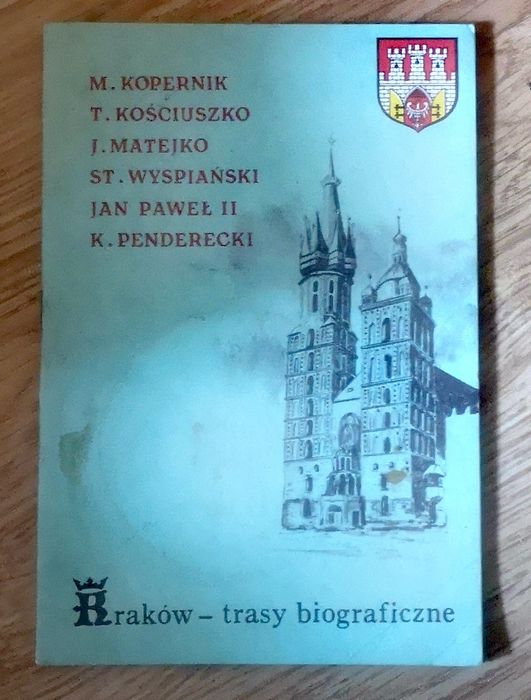 M. KOPERNIK
T. KOŚCIUSZKO
J. MATEJKO
ST. WYSPIAŃSKI
JAN PAWEŁ II
K. PENDERECKI
Kraków – trasy biograficzne